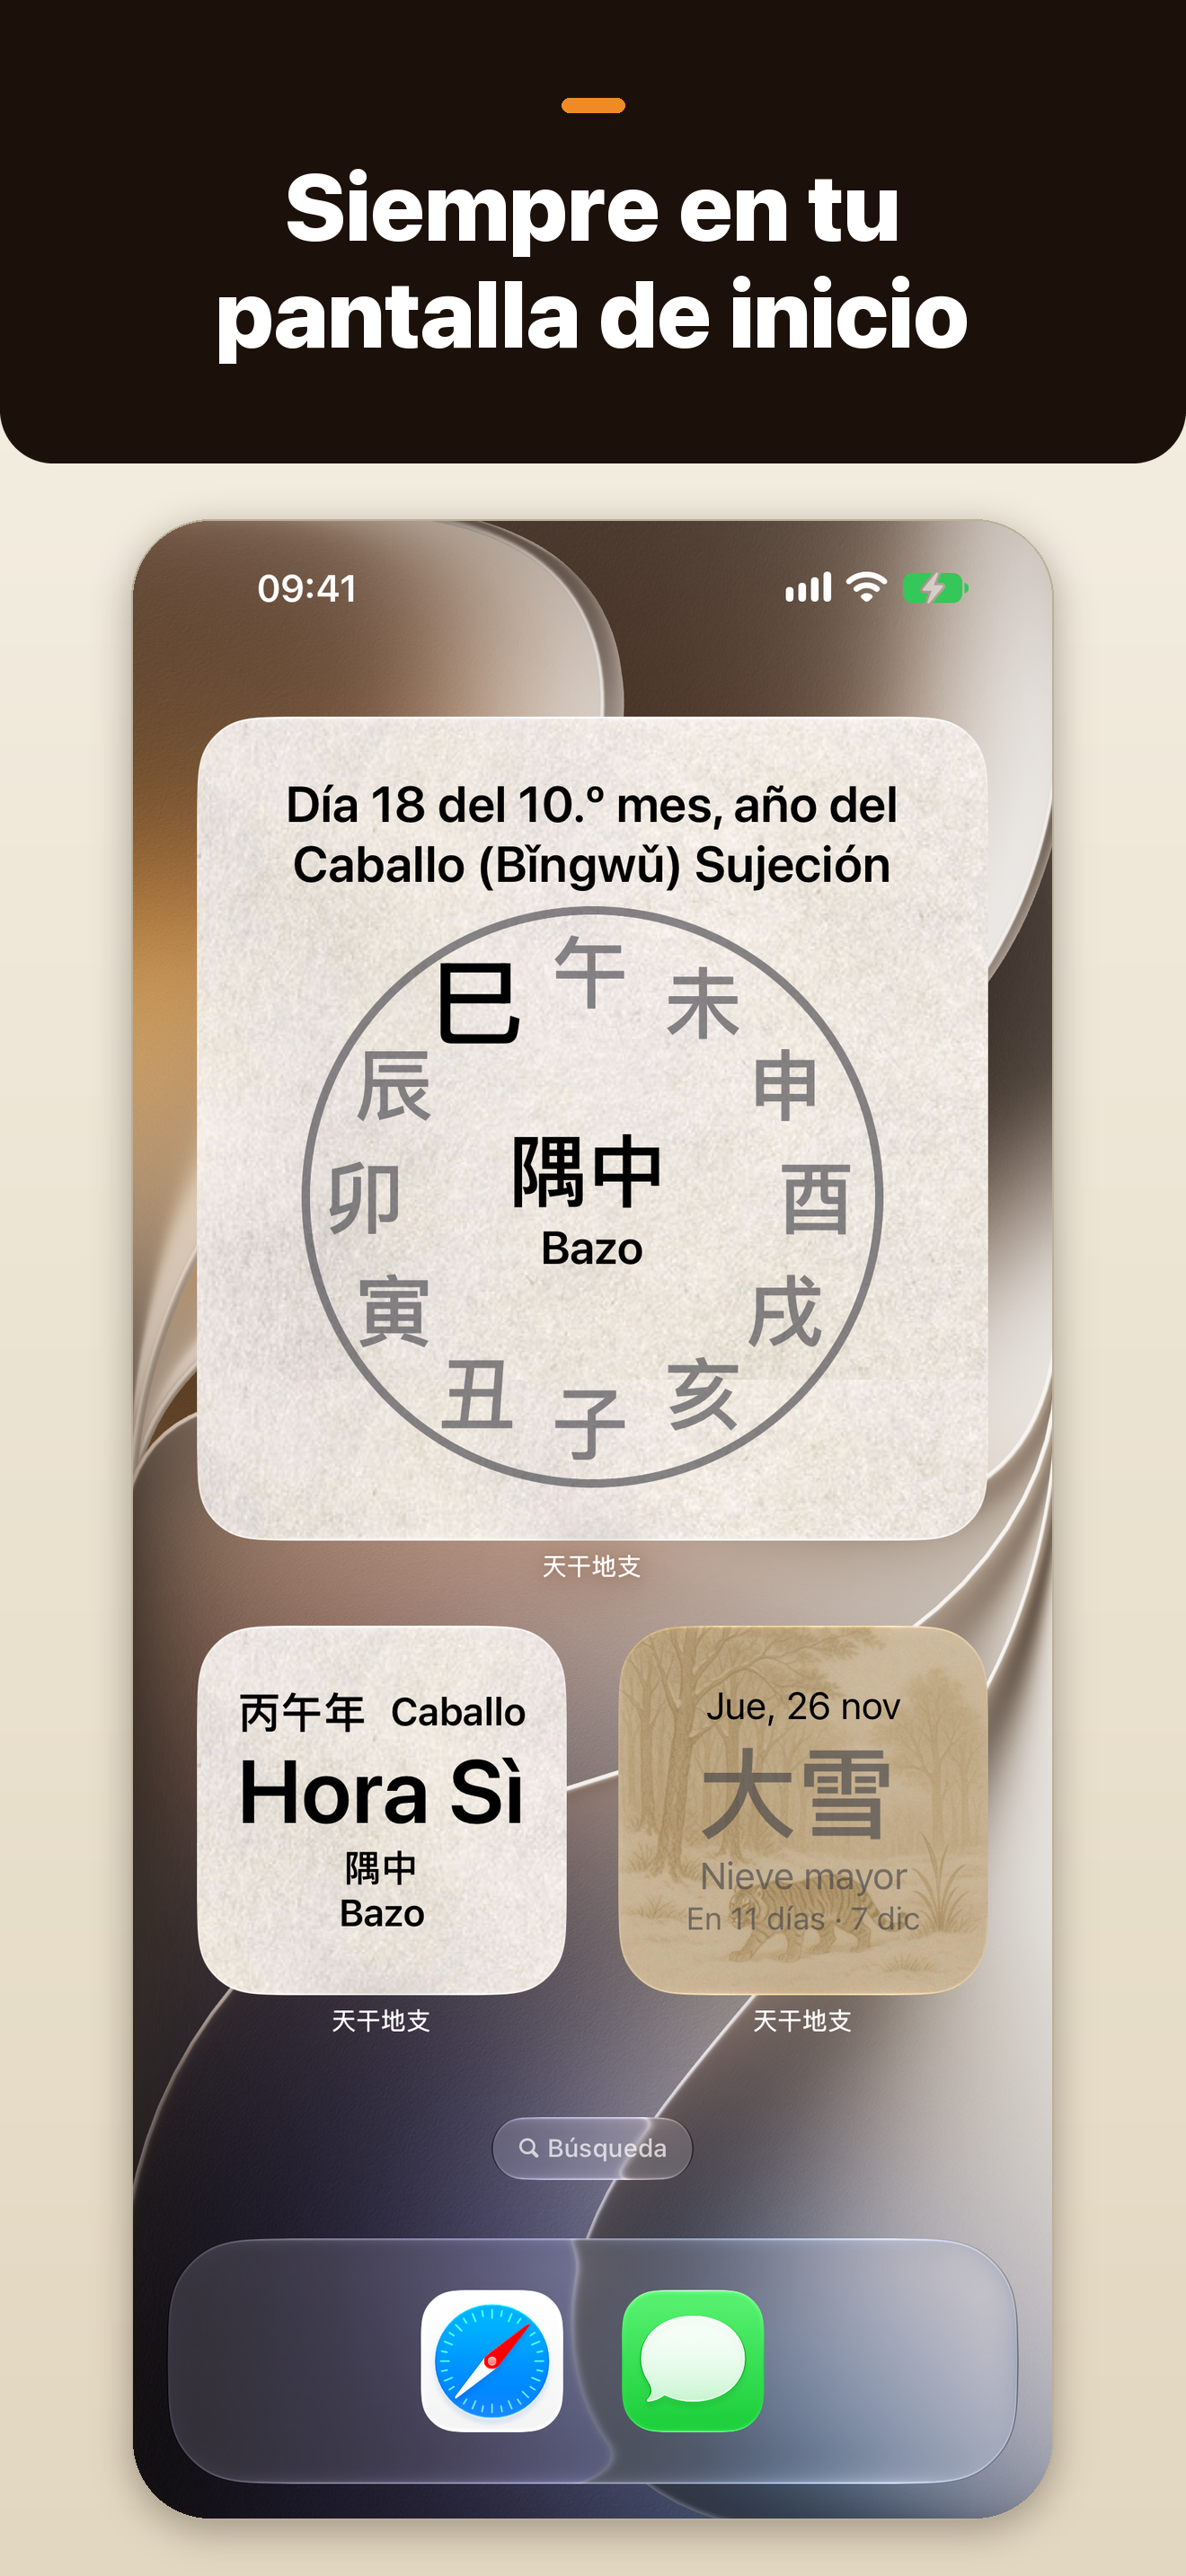 Siempre en tu
pantalla de inicio
09:41
Día 18 del 10.º mes, año del
Caballo (Bǐngwǔ) Sujeción
午
巳
未
辰
申
隅中
卯
酉
Bazo
寅
戌
丑
亥
子
天干地支
丙午年 Caballo
Hora Sì
隅中
Bazo
天干地支
Jue, 26 nov
大雪
Nieve mayor
En 11 días · 7 dic
天干地支
Búsqueda